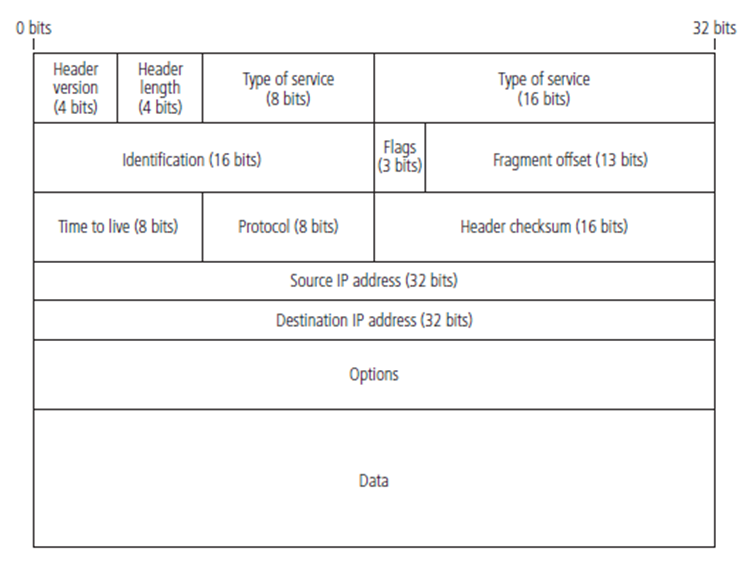 0 bits
32 bits
Header
version
(4 bits)
Header
length
(4 bits)
Type of service
(8 bits)
Type of service
(16 bits)
Identification (16 bits)
Flags
(3 bits)
Fragment offset (13 bits)
Time to live (8 bits)
Protocol (8 bits)
Header checksum (16 bits)
Source IP address (32 bits)
Destination IP address (32 bits)
Options
Data